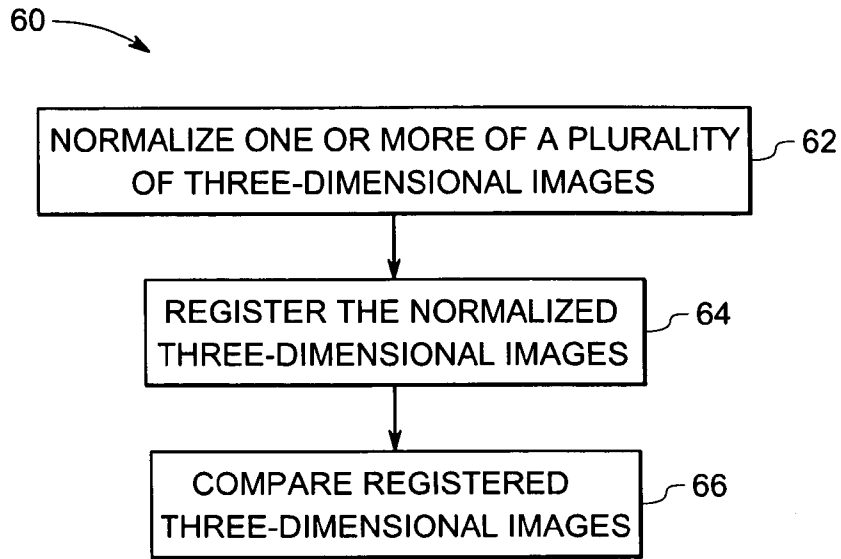 60
NORMALIZE ONE OR MORE OF A PLURALITY
OF THREE-DIMENSIONAL IMAGES
62
REGISTER THE NORMALIZED
THREE-DIMENSIONAL IMAGES
64
COMPARE REGISTERED
THREE-DIMENSIONAL IMAGES
66